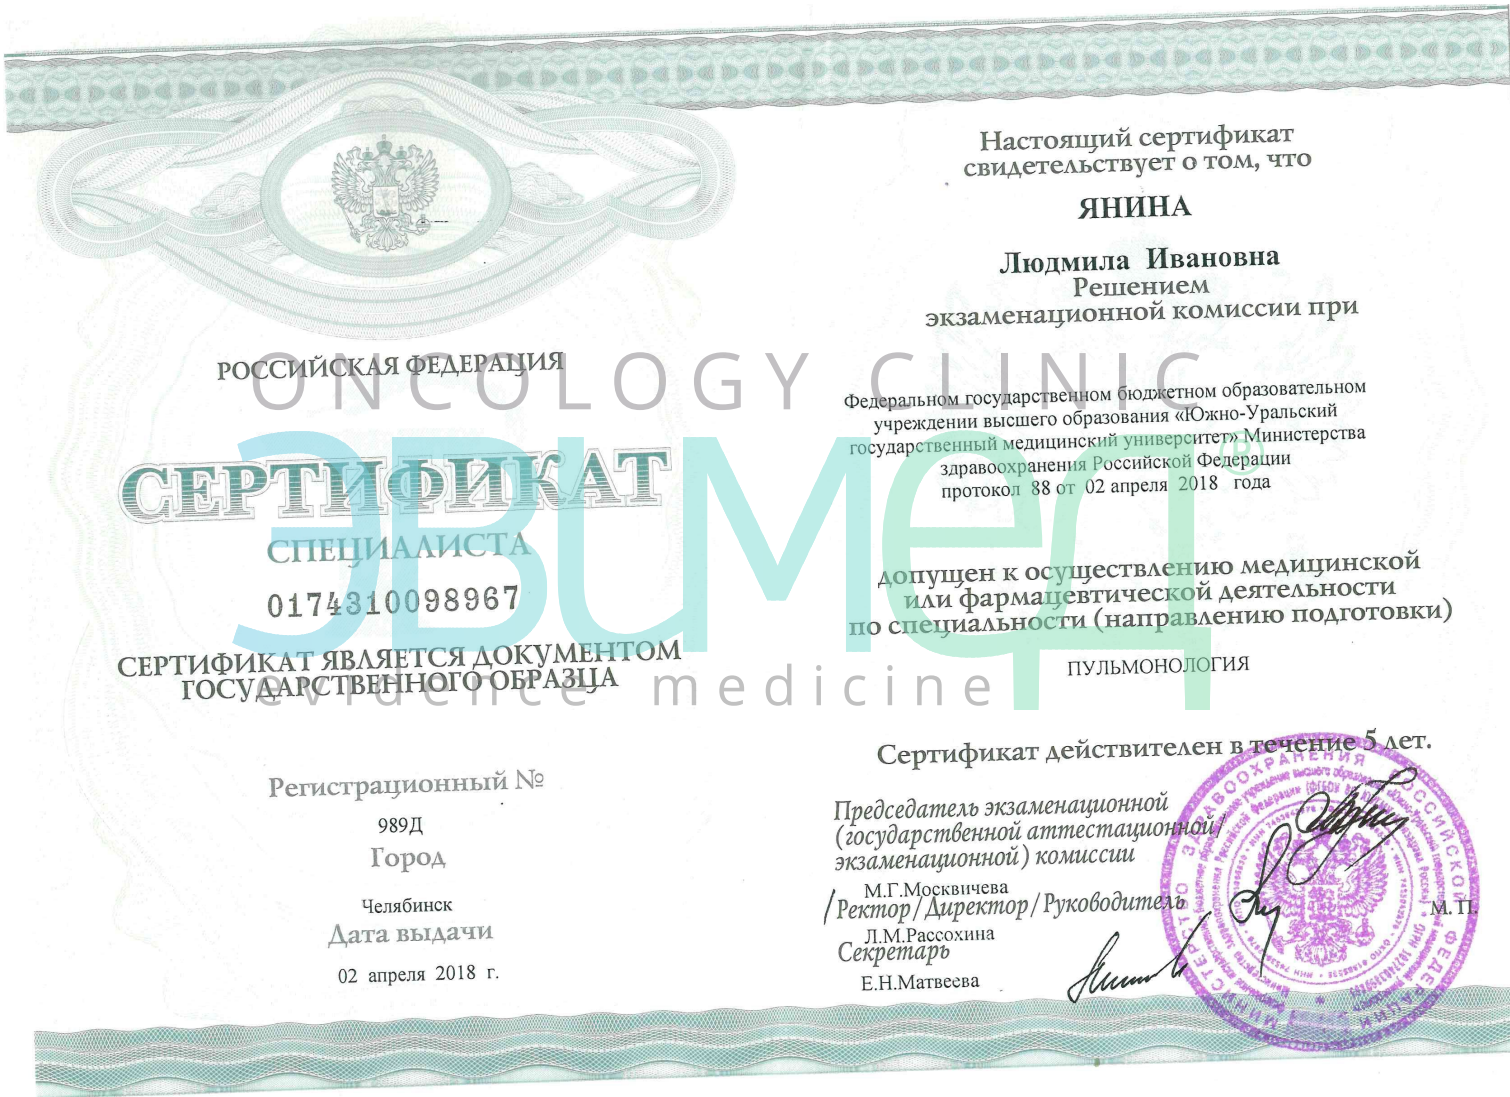 РОССИЙСКАЯ ФЕДЕРАЦИЯ
СЕРТИФИКАТ
СПЕЦИАЛИСТА
0174310098967
СЕРТИФИКАТ ЯВЛЯЕТСЯ ДОКУМЕНТОМ
ГОСУДАРСТВЕННОГО ОБРАЗЦА
Регистрационный №
989Д
Город
Челябинск
Дата выдачи
02 апреля 2018 г.
Настоящий сертификат
свидетельствует о том, что
ЯНИНА
Людмила Ивановна
Решением
экзаменационной комиссии при
Федеральном государственном бюджетном образовательном
учреждении высшего образования «Южно-Уральский
государственный медицинский университет» Министерства
здравоохранения Российской Федерации
протокол 88 от 02 апреля 2018 года
допущен к осуществлению медицинской
или фармацевтической деятельности
по специальности (направлению подготовки)
ПУЛЬМОНОЛОГИЯ
Сертификат действителен в течение 5 лет.
Председатель экзаменационной
(государственной аттестационной/
экзаменационной) комиссии
М.Г.Москвичева
/Ректор/Директор/Руководитель
Л.М.Рассохина
Секретарь
Е.Н.Матвеева
М. П.
МИНИСТЕРСТВО ЗДРАВООХРАНЕНИЯ РОССИЙСКОЙ ФЕДЕРАЦИИ
ONCOLOGY CLINIC
ЭВИМЕД®
evidence medicine